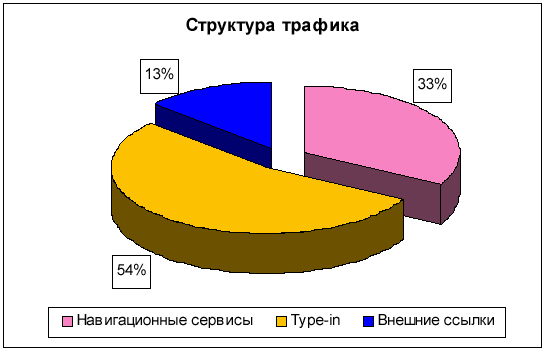 Структура трафика
13%
33%
54%
Навигационные сервисы Type-in Внешние ссылки